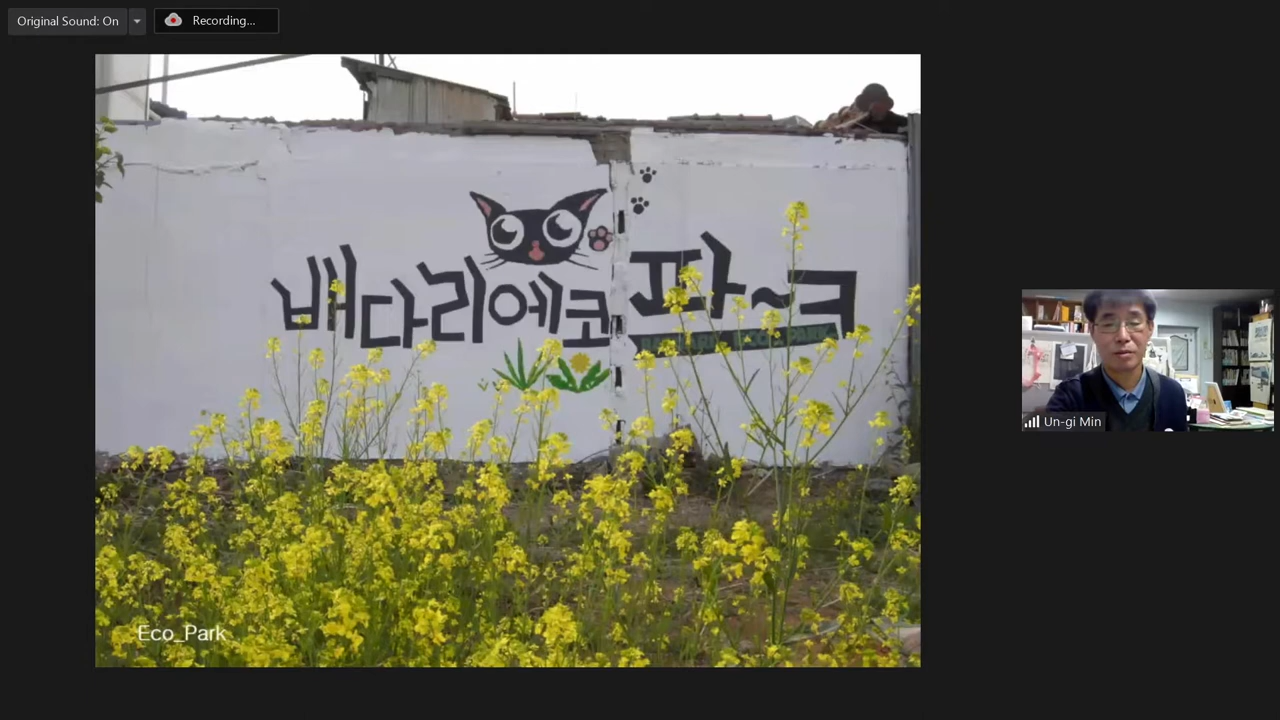 Original Sound: On
Recording...
배다리에코 파~크
Eco_Park
Un-gi Min